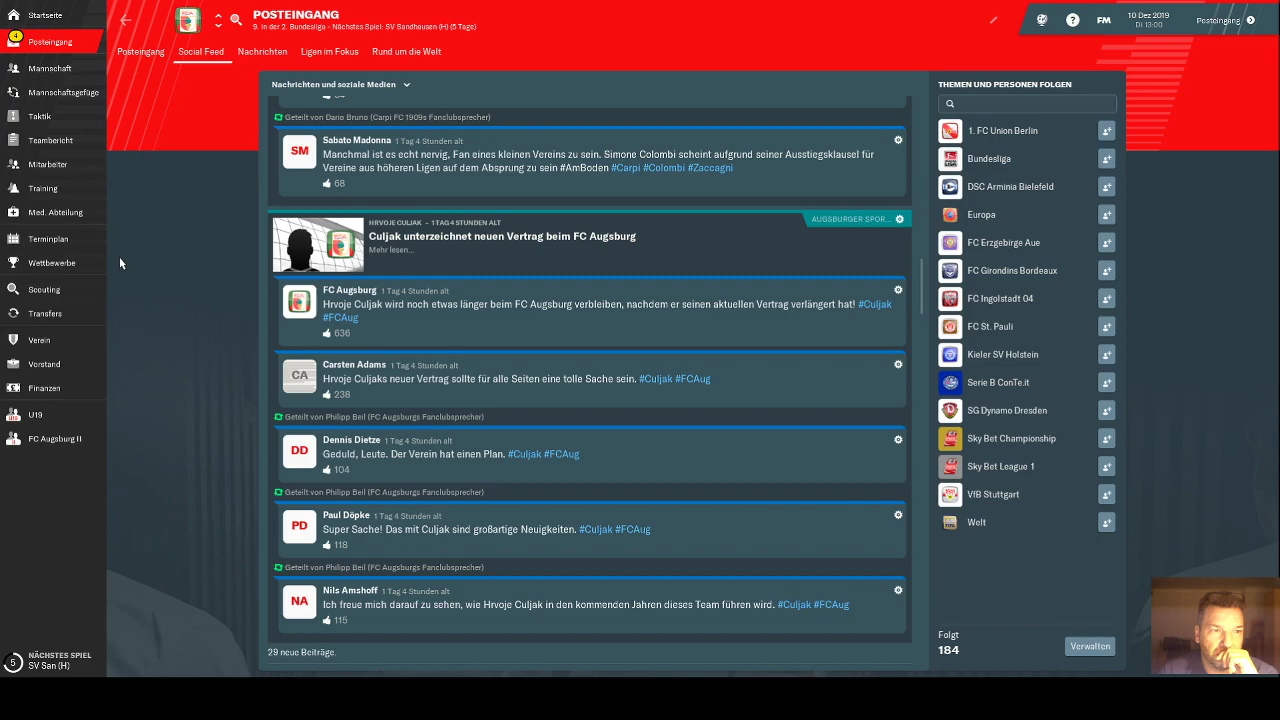 Startseite
4
Posteingang
Mannschaft
Mannschaftsgefüge
Taktik
Teambericht
Mitarbeiter
Training
Med. Abteilung
Terminplan
Wettbewerbe
Scouting
Transfers
Verein
Vorstand
Finanzen
U19
FC Augsburg II
5
NÄCHSTES SPIEL
SV San (H)
POSTEINGANG
9. in der 2. Bundesliga - Nächstes Spiel: SV Sandhausen (H) (5 Tage)
FM
10 Dez 2019
DI 13:00
Posteingang
Posteingang
Social Feed
Nachrichten
Ligen im Fokus
Rund um die Welt
Nachrichten und soziale Medien
Geteilt von Dario Bruno (Carpi FC 1909s Fanclubsprecher)
SM
Sabato Madonna 1 Tag 4 Stunden alt
Manchmal ist es echt nervig, Fan eines kleinen Vereins zu sein. Simone Colombi scheint aufgrund seiner Ausstiegsklausel für
Vereine aus höheren Ligen auf dem Absprung zu sein #AmBoden #Carpi #Colombi #Zaccagni
68
HRVOJE CULJAK - 1 TAG 4 STUNDEN ALT
AUGSBURGER SPOR...
Culjak unterzeichnet neuen Vertrag beim FC Augsburg
Mehr lesen...
FC Augsburg 1 Tag 4 Stunden alt
Hrvoje Culjak wird noch etwas länger beim FC Augsburg verbleiben, nachdem er seinen aktuellen Vertrag verlängert hat! #Culjak
#FCAug
636
CA
Carsten Adams 1 Tag 4 Stunden alt
Hrvoje Culjaks neuer Vertrag sollte für alle Seiten eine tolle Sache sein. #Culjak #FCAug
238
Geteilt von Philipp Beil (FC Augsburgs Fanclubsprecher)
DD
Dennis Dietze 1 Tag 4 Stunden alt
Geduld, Leute. Der Verein hat einen Plan. #Culjak #FCAug
104
Geteilt von Philipp Beil (FC Augsburgs Fanclubsprecher)
PD
Paul Döpke 1 Tag 4 Stunden alt
Super Sache! Das mit Culjak sind großartige Neuigkeiten. #Culjak #FCAug
118
Geteilt von Philipp Beil (FC Augsburgs Fanclubsprecher)
NA
Nils Amshoff 1 Tag 4 Stunden alt
Ich freue mich darauf zu sehen, wie Hrvoje Culjak in den kommenden Jahren dieses Team führen wird. #Culjak #FCAug
115
29 neue Beiträge.
THEMEN UND PERSONEN FOLGEN
1. FC Union Berlin
Bundesliga
DSC Arminia Bielefeld
Europa
FC Erzgebirge Aue
FC Girondins Bordeaux
FC Ingolstadt 04
FC St. Pauli
Kieler SV Holstein
Serie B ConTe.it
SG Dynamo Dresden
Sky Bet Championship
Sky Bet League 1
VfB Stuttgart
Welt
Folgt
184
Verwalten